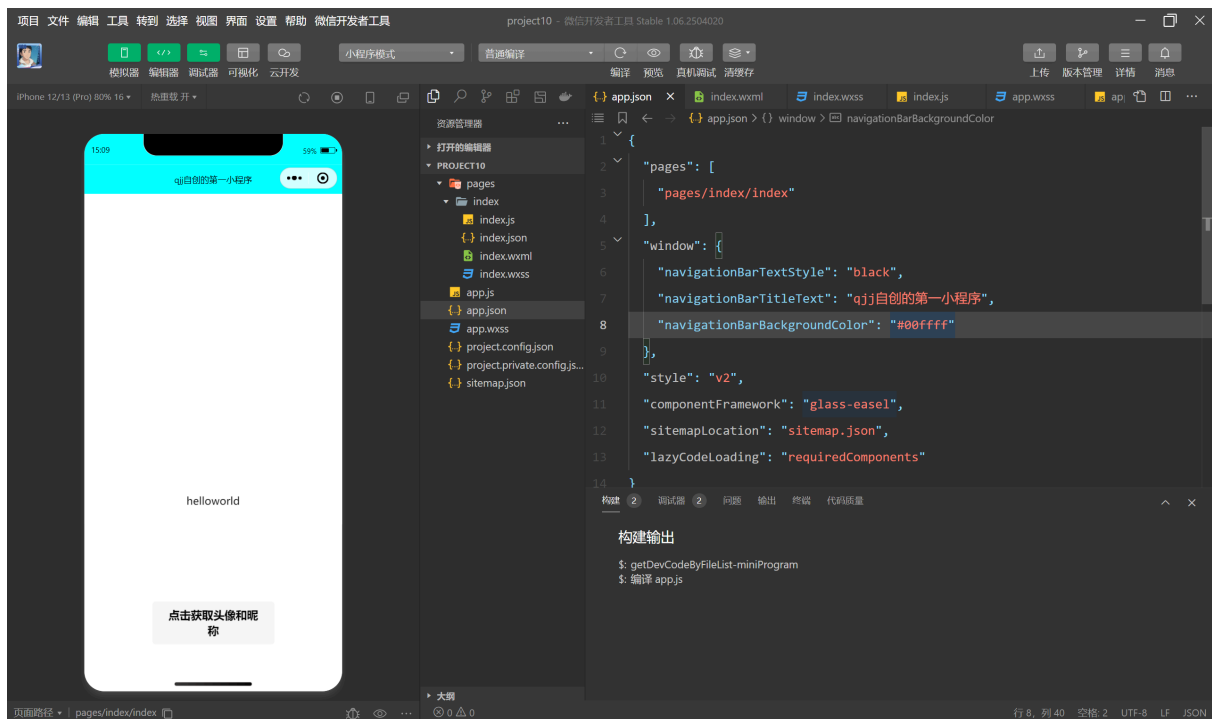 项目 文件 编辑 工具 转到 选择 视图 界面 设置 帮助 微信开发者工具
project10 - 微信开发者工具 Stable 1.06.2504020
模拟器 编辑器 调试器 可视化 云开发
小程序模式
普通编译
编译 预览 真机调试 清缓存
上传 版本管理 详情 消息
iPhone 12/13 (Pro) 80% 16
热重载 开
15:09
59%
qjj自创的第一小程序
helloworld
点击获取头像和昵
称
页面路径
pages/index/index
资源管理器
打开的编辑器
PROJECT10
pages
index
JS index.js
{..} index.json
index.wxml
index.wxss
JS app.js
{..} app.json
app.wxss
{..} project.config.json
{..} project.private.config.js...
{..} sitemap.json
大纲
0 0
{..} app.json
index.wxml
index.wxss
JS index.js
app.wxss
JS ap
{..} app.json > {} window > navigationBarBackgroundColor
1 {
2 "pages": [
3 "pages/index/index"
4 ],
5 "window": {
6 "navigationBarTextStyle": "black",
7 "navigationBarTitleText": "qjj自创的第一小程序",
8 "navigationBarBackgroundColor": "#00ffff"
9 },
10 "style": "v2",
11 "componentFramework": "glass-easel",
12 "sitemapLocation": "sitemap.json",
13 "lazyCodeLoading": "requiredComponents"
14 }
构建 2 调试器 2 问题 输出 终端 代码质量
构建输出
$: getDevCodeByFileList-miniProgram
$: 编译 app.js
行 8, 列 40 空格: 2 UTF-8 LF JSON